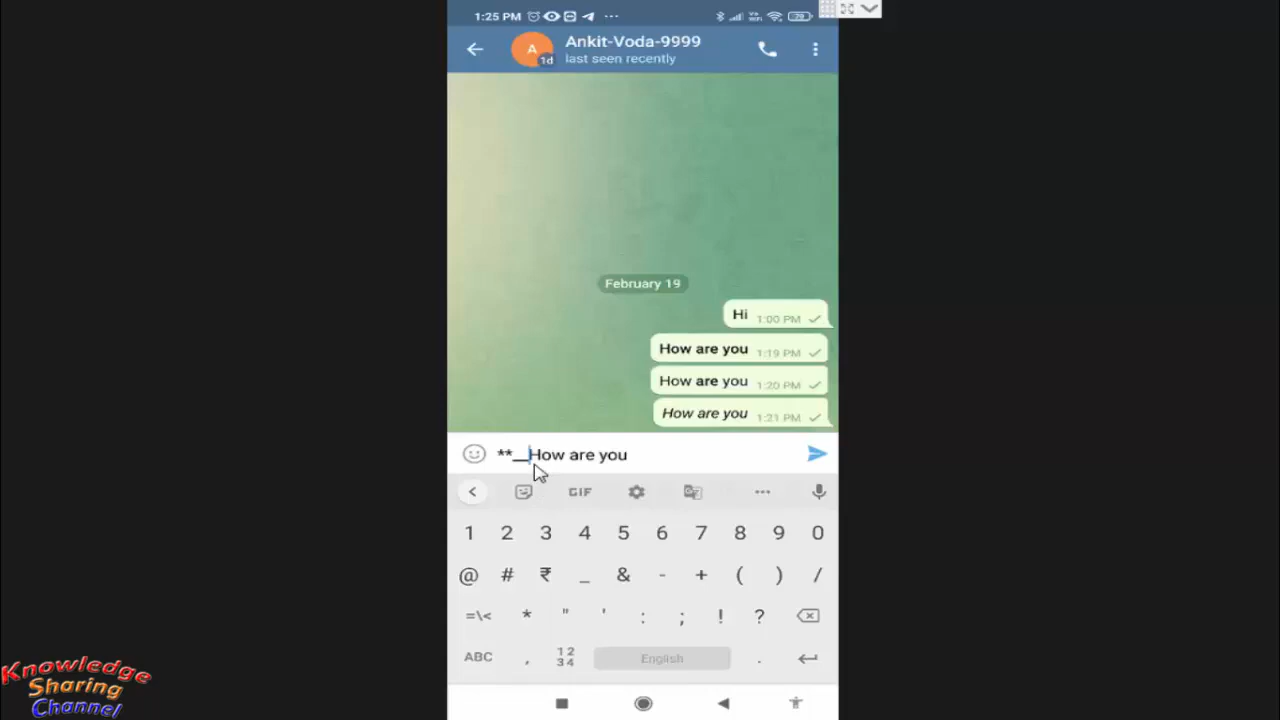 1:25 PM ...
79
Ankit-Voda-9999
A
1d
last seen recently
February 19
Hi 1:00 PM
How are you 1:19 PM
How are you 1:20 PM
How are you 1:21 PM
**__How are you
GIF
1 2 3 4 5 6 7 8 9 0
@ # ₹ _ & - + ( ) /
=\< * " ' : ; ! ?
ABC , 12 34 English .
Knowledge
Sharing
Channel